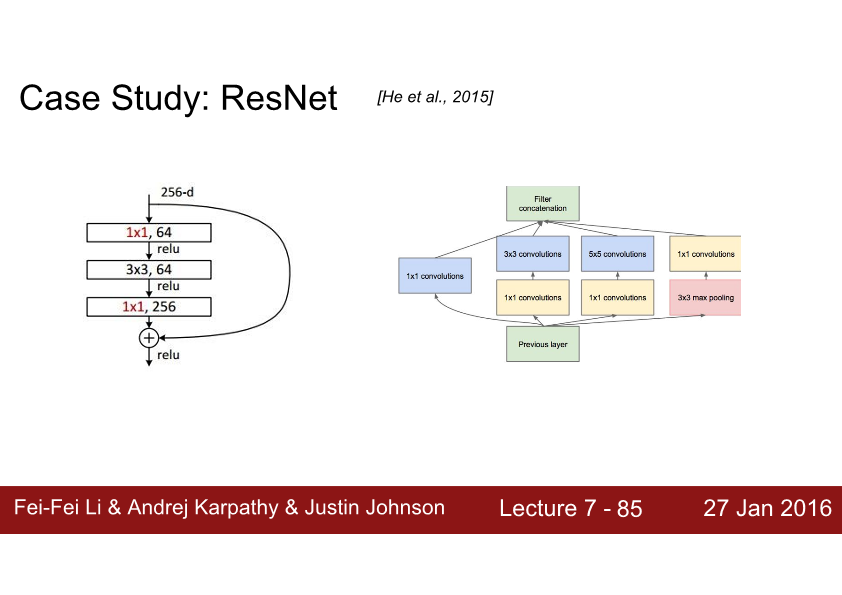 Case Study: ResNet [He et al., 2015]
256-d
1x1, 64
relu
3x3, 64
relu
1x1, 256
relu
Filter
concatenation
3x3 convolutions
5x5 convolutions
1x1 convolutions
1x1 convolutions
1x1 convolutions
1x1 convolutions
3x3 max pooling
Previous layer
Fei-Fei Li & Andrej Karpathy & Justin Johnson
Lecture 7 - 85
27 Jan 2016